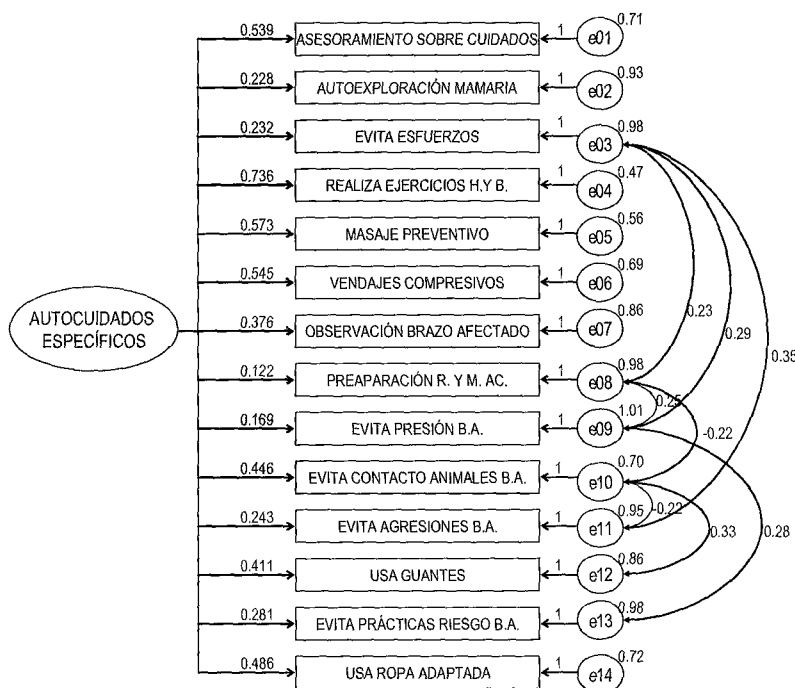 0.539 ASESORAMIENTO SOBRE CUIDADOS 1 e01 0.71
0.228 AUTOEXPLORACIÓN MAMARIA 1 e02 0.93
0.232 EVITA ESFUERZOS 1 e03 0.98
0.736 REALIZA EJERCICIOS H.Y B. 1 e04 0.47
0.573 MASAJE PREVENTIVO 1 e05 0.56
0.545 VENDAJES COMPRESIVOS 1 e06 0.69
AUTOCUIDADOS
ESPECÍFICOS
0.376 OBSERVACIÓN BRAZO AFECTADO 1 e07 0.86
0.23
0.29
0.35
0.122 PREAPARACIÓN R. Y M. AC. 1 e08 0.98
0.25
0.169 EVITA PRESIÓN B.A. 1 e09 1.01
-0.22
0.446 EVITA CONTACTO ANIMALES B.A. 1 e10 0.70
-0.22
0.243 EVITA AGRESIONES B.A. 1 e11 0.95
0.33
0.28
0.411 USA GUANTES 1 e12 0.86
0.281 EVITA PRÁCTICAS RIESGO B.A. 1 e13 0.98
0.486 USA ROPA ADAPTADA 1 e14 0.72